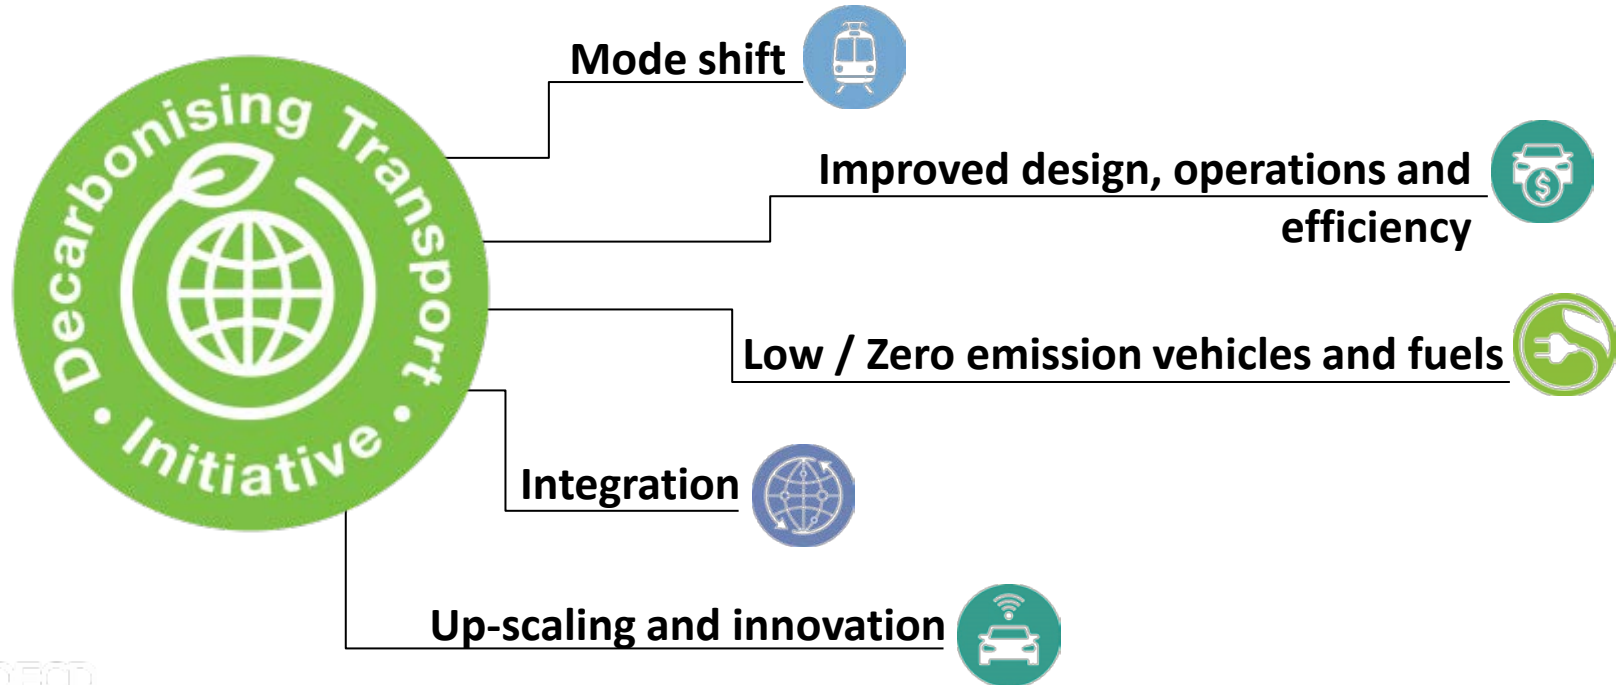 Decarbonising Transport
• Initiative •
Mode shift
Improved design, operations and
efficiency
$
Low / Zero emission vehicles and fuels
Integration
Up-scaling and innovation